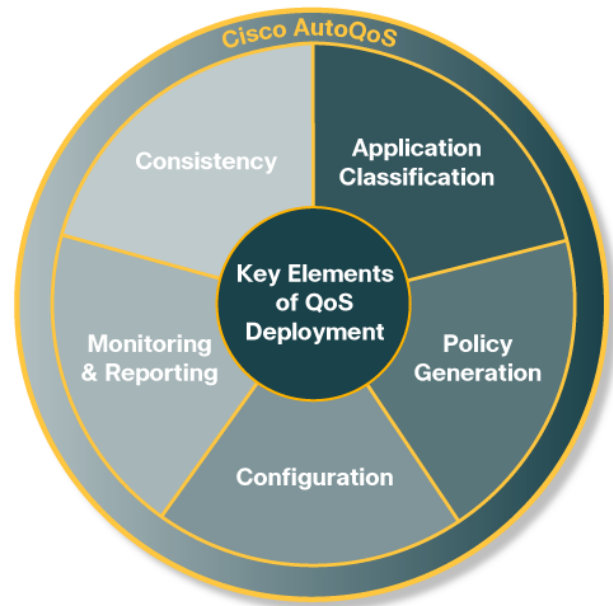 Cisco AutoQoS
Consistency
Application
Classification
Key Elements
of QoS
Deployment
Monitoring
& Reporting
Policy
Generation
Configuration